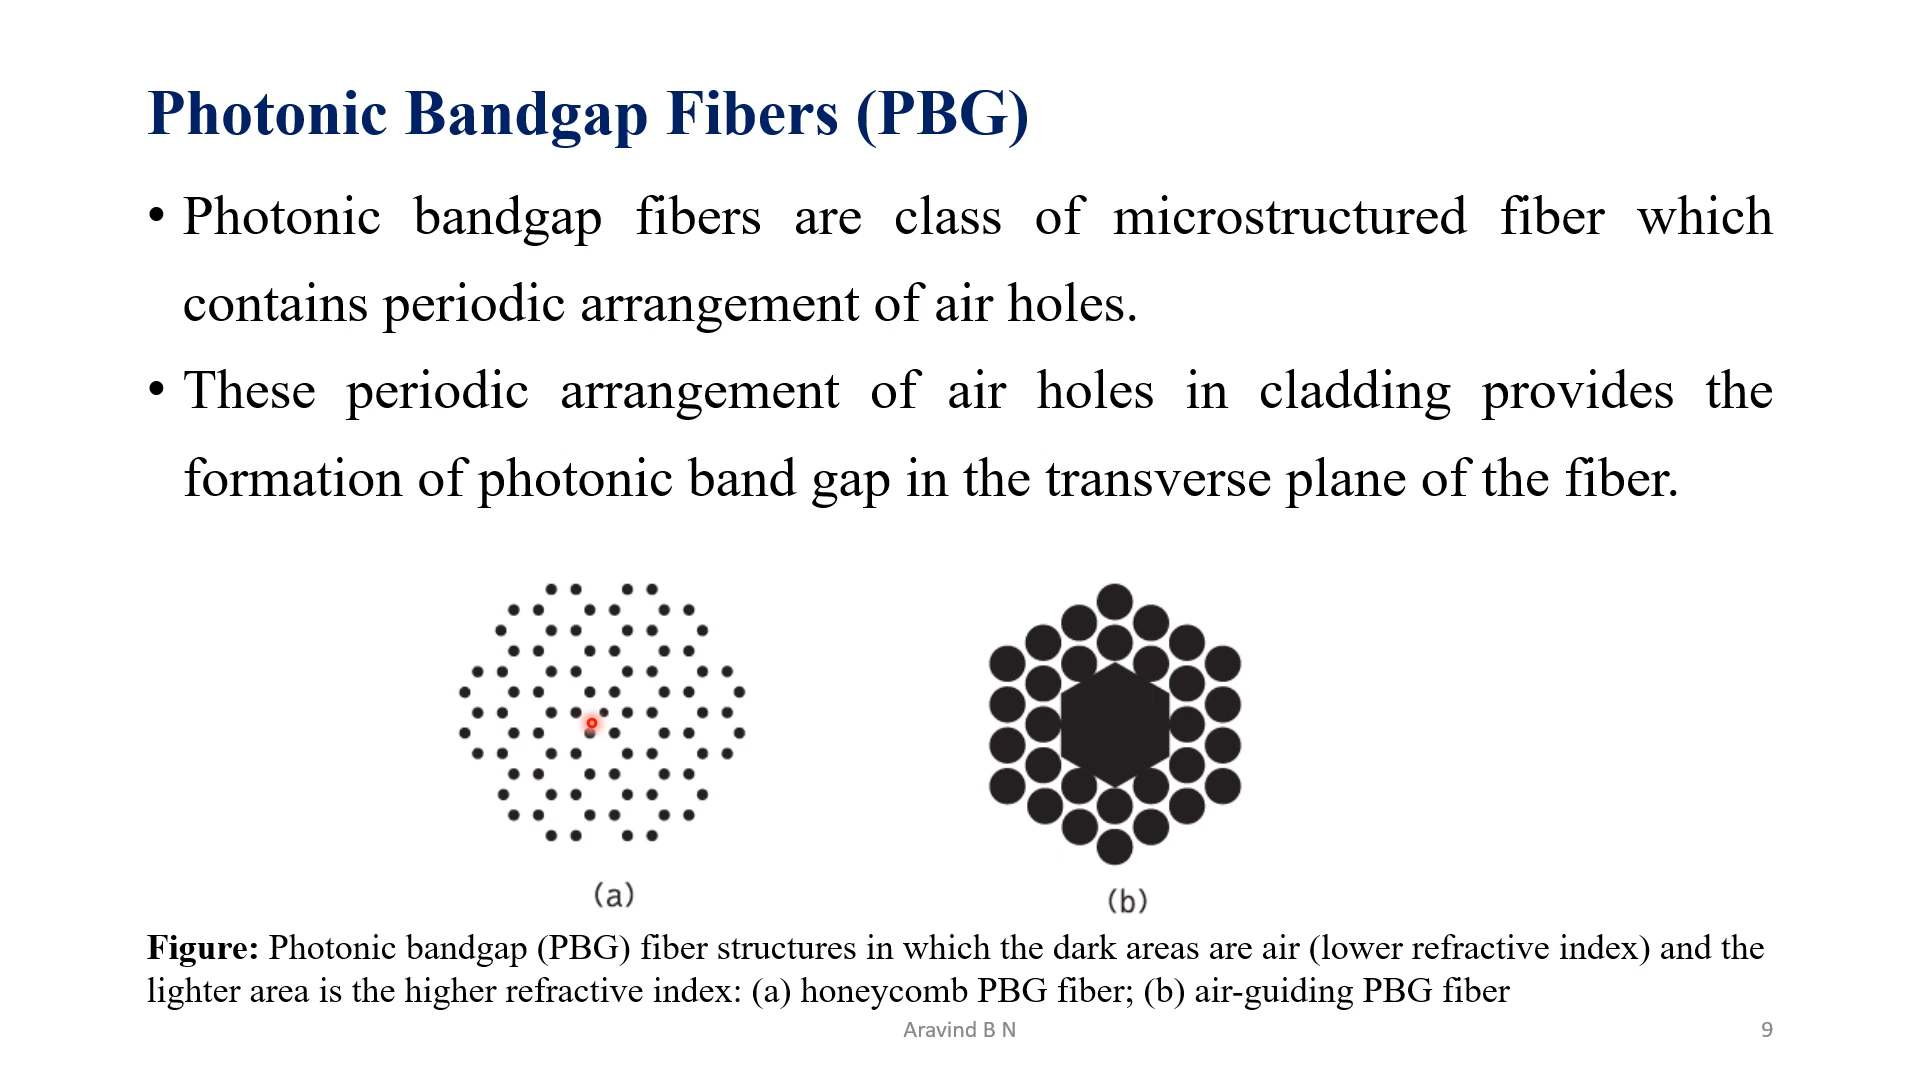 Photonic Bandgap Fibers (PBG)
• Photonic bandgap fibers are class of microstructured fiber which
contains periodic arrangement of air holes.
• These periodic arrangement of air holes in cladding provides the
formation of photonic band gap in the transverse plane of the fiber.
(a)
(b)
Figure: Photonic bandgap (PBG) fiber structures in which the dark areas are air (lower refractive index) and the
lighter area is the higher refractive index: (a) honeycomb PBG fiber; (b) air-guiding PBG fiber
Aravind B N
9